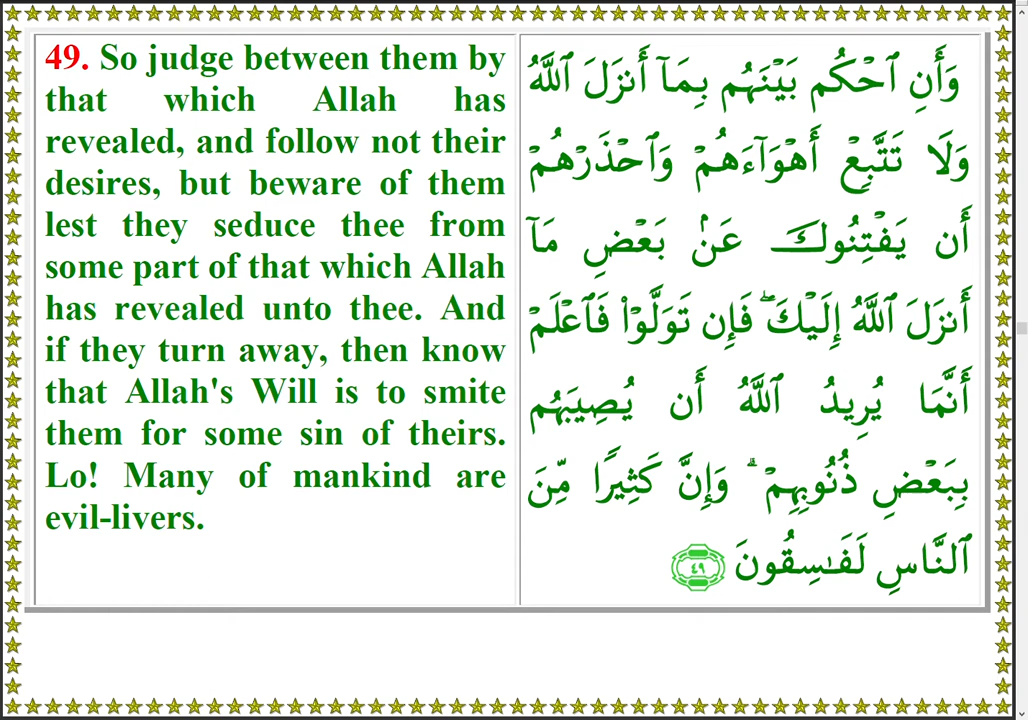 49. So judge between them by
that which Allah has
revealed, and follow not their
desires, but beware of them
lest they seduce thee from
some part of that which Allah
has revealed unto thee. And
if they turn away, then know
that Allah's Will is to smite
them for some sin of theirs.
Lo! Many of mankind are
evil-livers.
وَأَنِ ٱحْكُم بَيْنَهُم بِمَآ أَنزَلَ ٱللَّهُ
وَلَا تَتَّبِعْ أَهْوَآءَهُمْ وَٱحْذَرْهُمْ
أَن يَفْتِنُوكَ عَنۢ بَعْضِ مَآ
أَنزَلَ ٱللَّهُ إِلَيْكَ ۖ فَإِن تَوَلَّوْا۟ فَٱعْلَمْ
أَنَّمَا يُرِيدُ ٱللَّهُ أَن يُصِيبَهُم
بِبَعْضِ ذُنُوبِهِمْ ۗ وَإِنَّ كَثِيرًا مِّنَ
ٱلنَّاسِ لَفَـٰسِقُونَ ٤٩